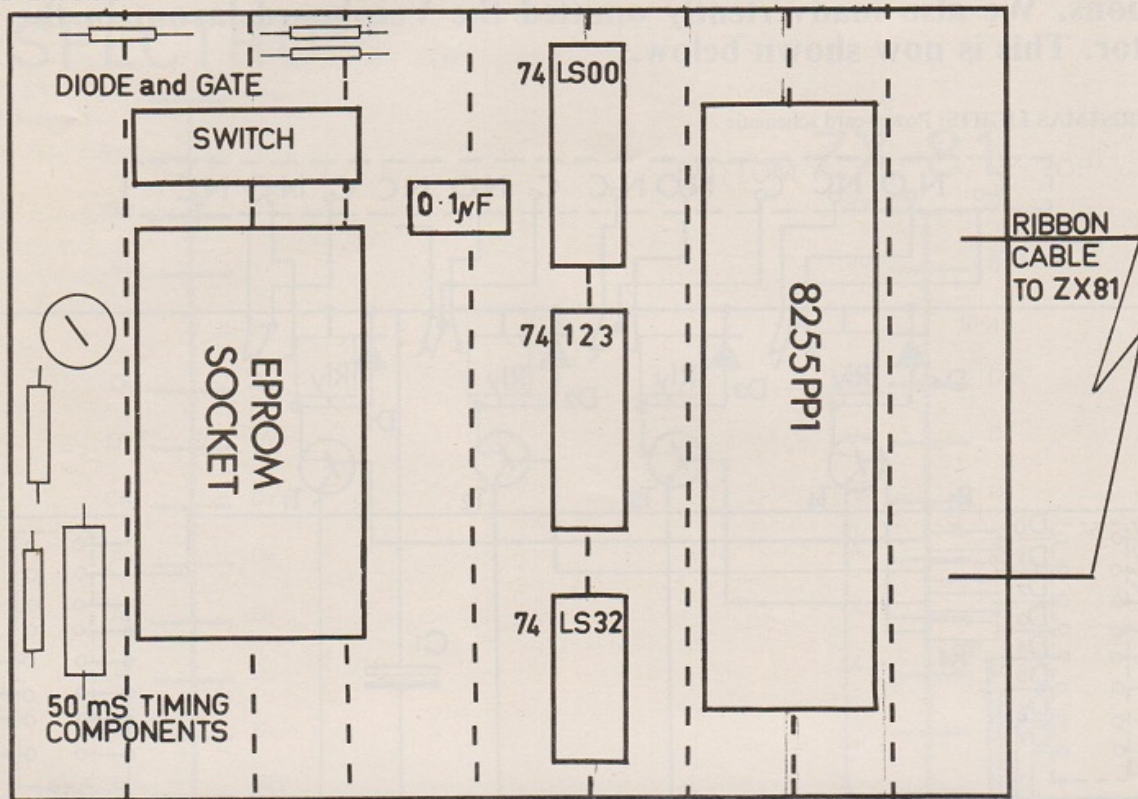 DIODE and GATE
SWITCH
0·1µF
74 LS00
74 123
74 LS32
EPROM
SOCKET
8255PP1
RIBBON
CABLE
TO ZX81
50 mS TIMING
COMPONENTS